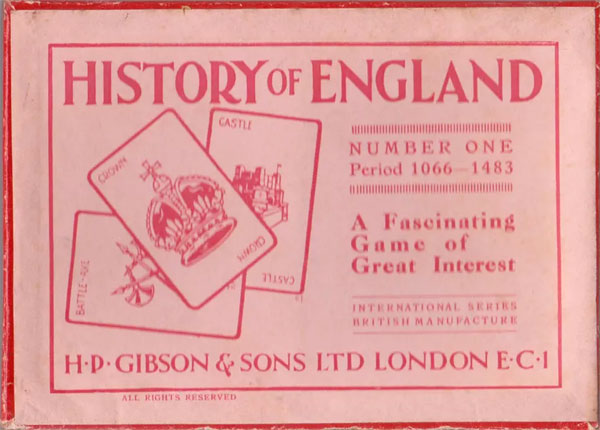 HISTORY OF ENGLAND
CASTLE
CROWN
CROWN
CASTLE
BATTLE-AXE
NUMBER ONE
Period 1066—1483
A Fascinating
Game of
Great Interest
INTERNATIONAL SERIES
BRITISH MANUFACTURE
H·P·GIBSON & SONS LTD LONDON E·C·1
ALL RIGHTS RESERVED